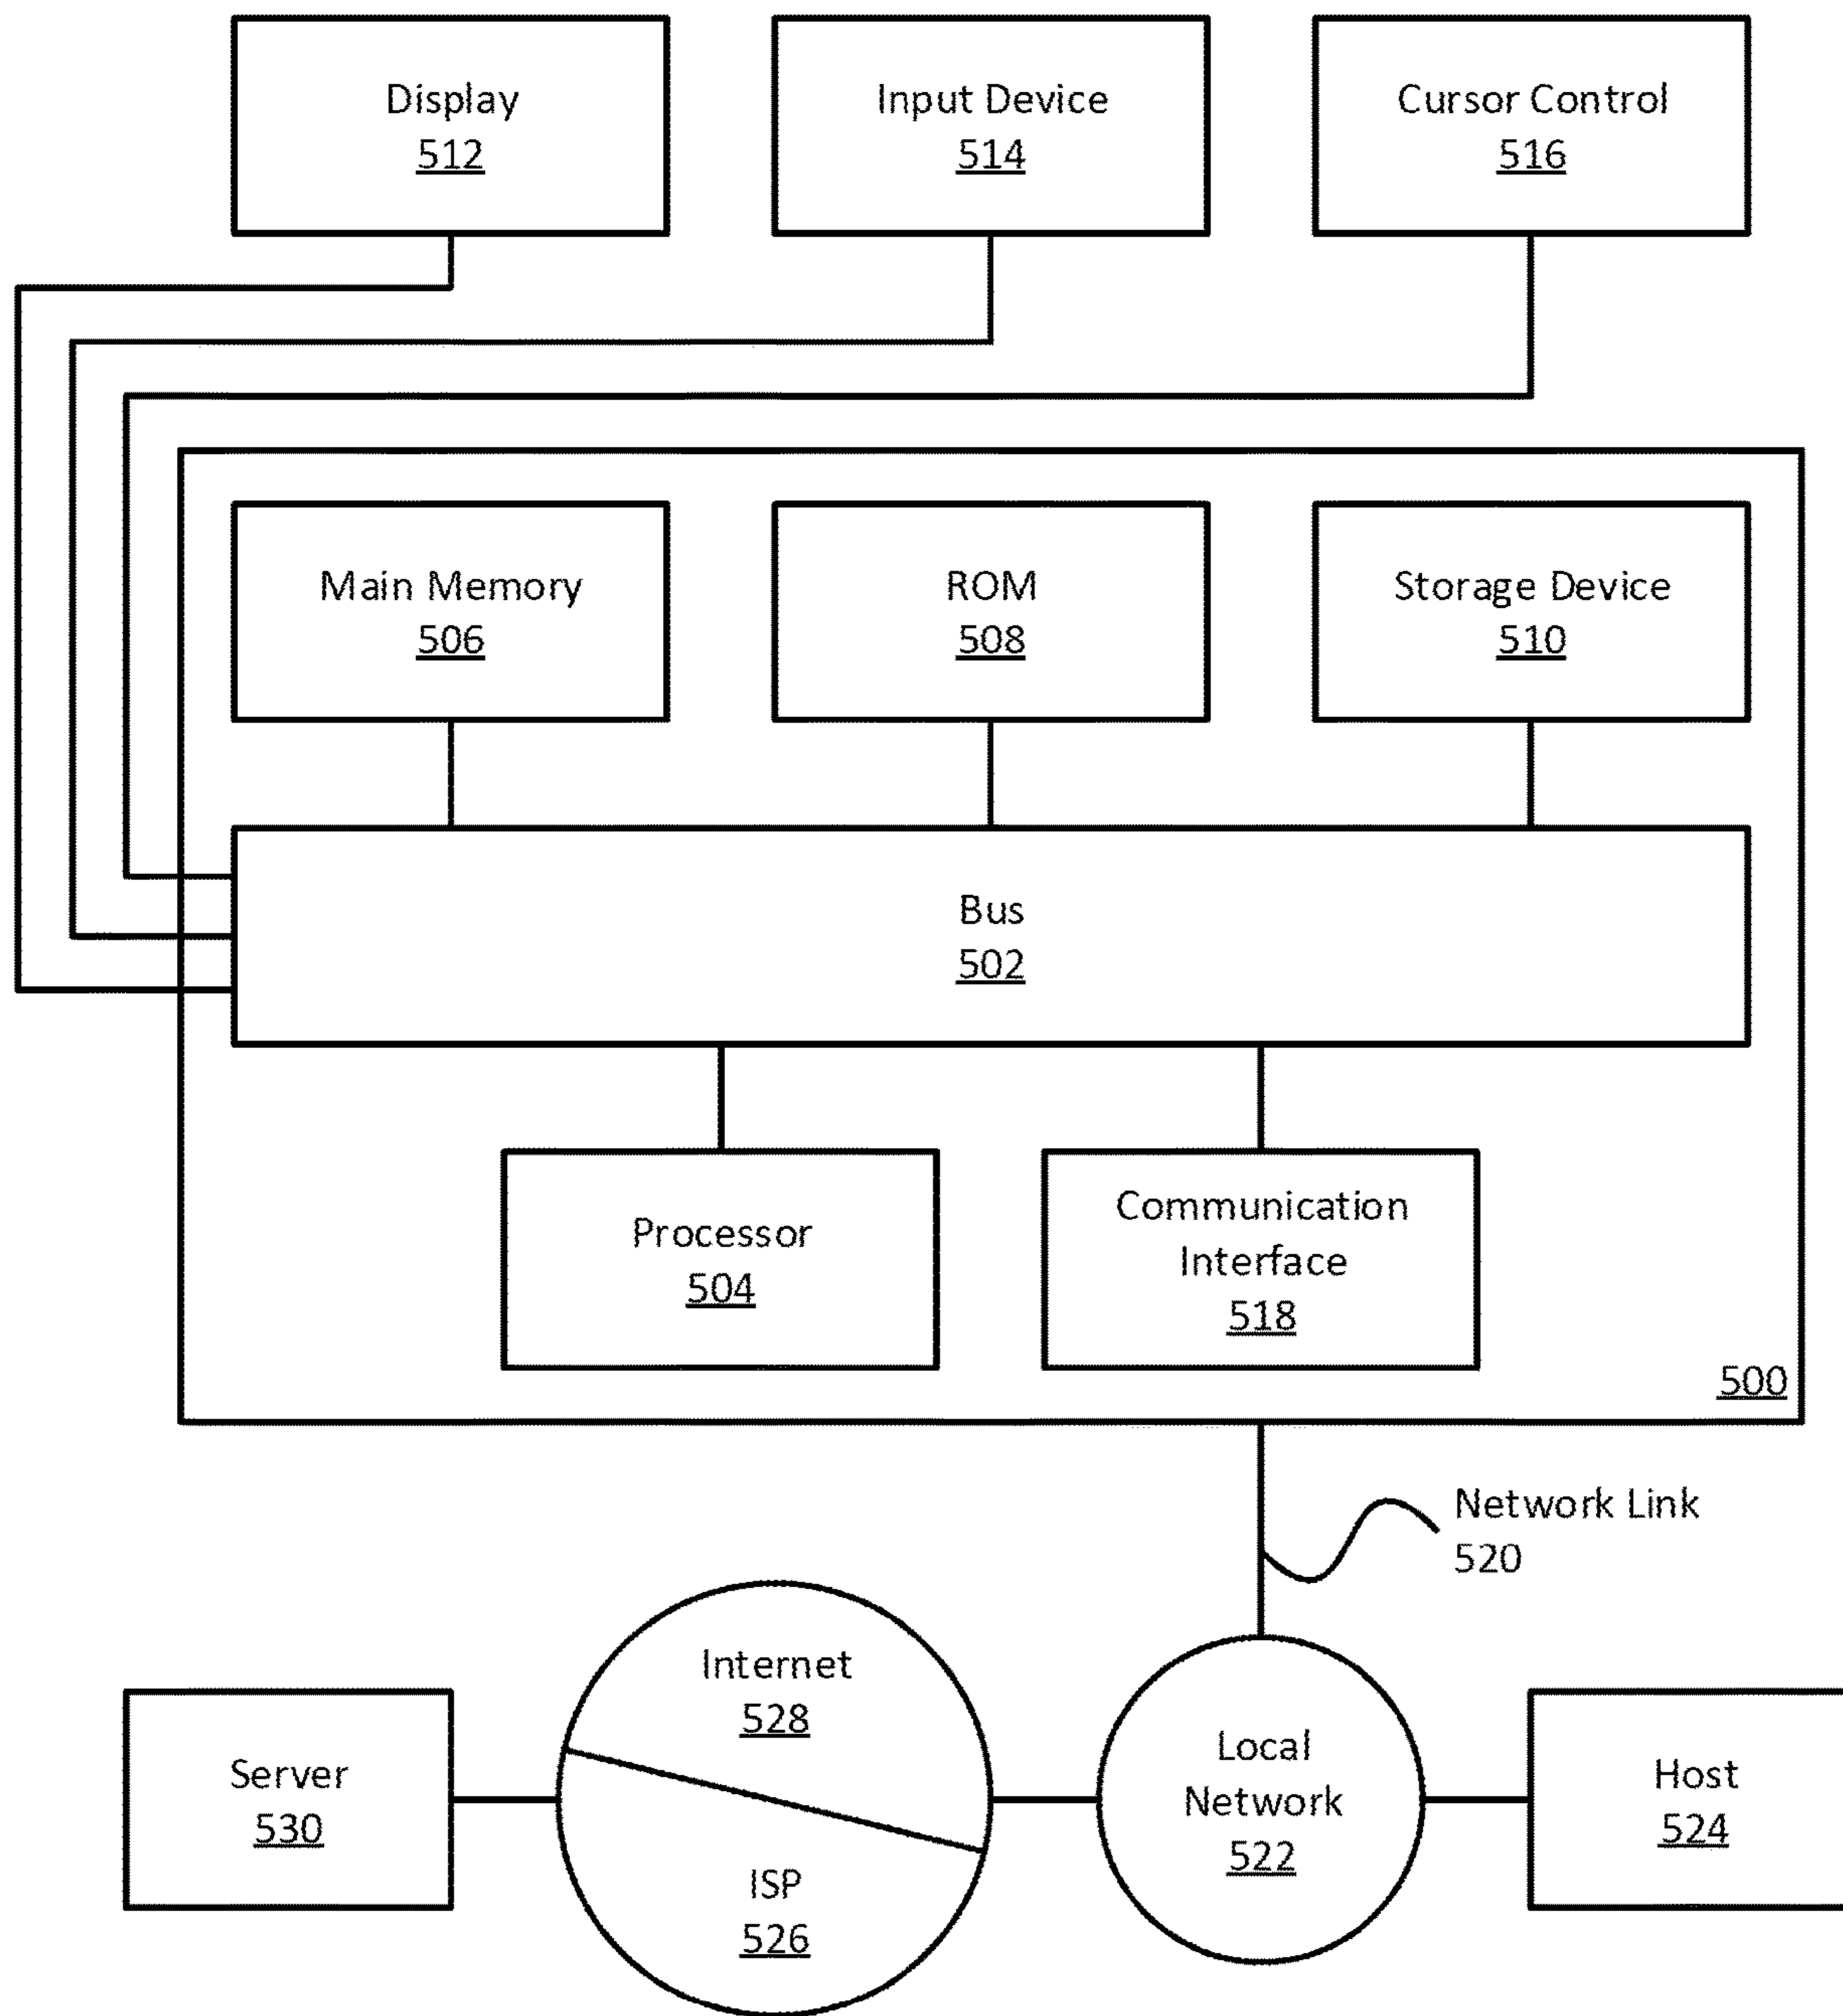 Display
512
Input Device
514
Cursor Control
516
Main Memory
506
ROM
508
Storage Device
510
Bus
502
Processor
504
Communication
Interface
518
500
Network Link
520
Internet
528
ISP
526
Server
530
Local
Network
522
Host
524